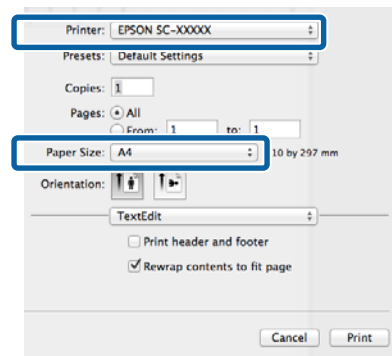 Printer: EPSON SC-XXXXX
Presets: Default Settings
Copies: 1
Pages: All
From: 1 to: 1
Paper Size: A4 10 by 297 mm
Orientation:
TextEdit
Print header and footer
Rewrap contents to fit page
Cancel Print